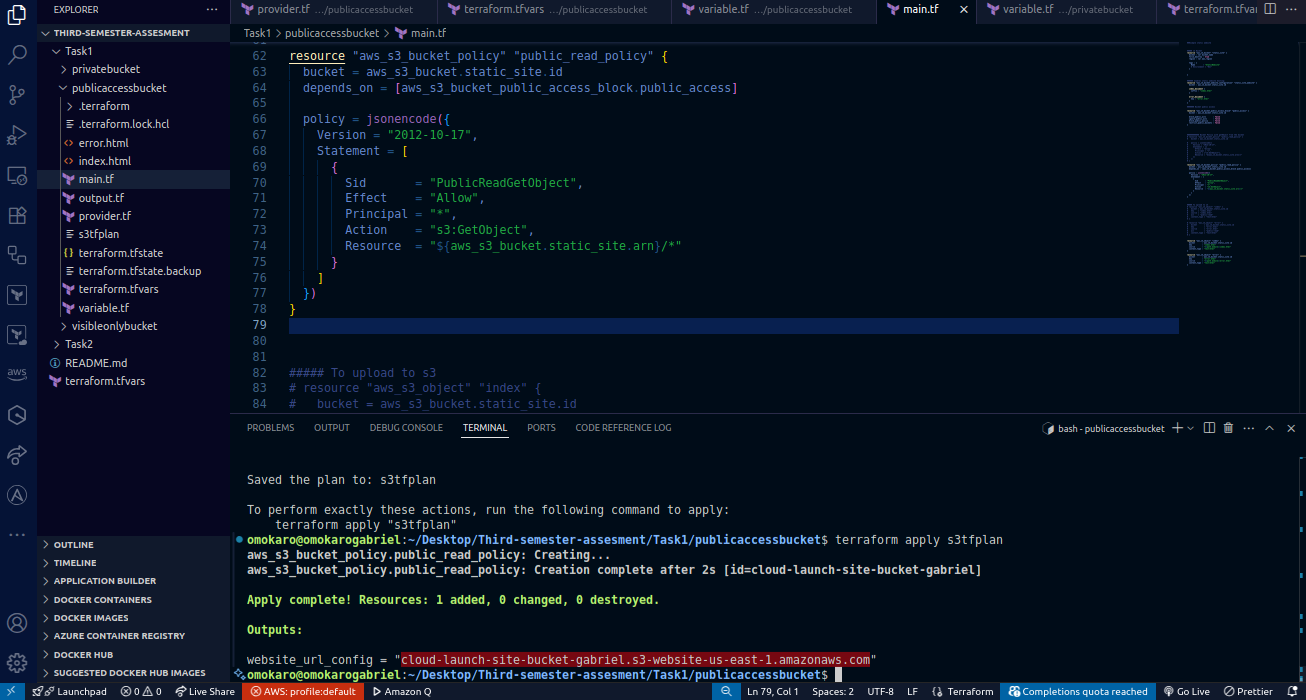 EXPLORER ···
THIRD-SEMESTER-ASSESMENT
Task1
privatebucket
publicaccessbucket
.terraform
.terraform.lock.hcl
error.html
index.html
main.tf
output.tf
provider.tf
s3tfplan
terraform.tfstate
terraform.tfstate.backup
terraform.tfvars
variable.tf
visibleonlybucket
Task2
README.md
terraform.tfvars
OUTLINE
TIMELINE
APPLICATION BUILDER
DOCKER CONTAINERS
DOCKER IMAGES
AZURE CONTAINER REGISTRY
DOCKER HUB
SUGGESTED DOCKER HUB IMAGES
aws
provider.tf .../publicaccessbucket terraform.tfvars .../publicaccessbucket variable.tf .../publicaccessbucket main.tf variable.tf .../privatebucket terraform.tfvar
Task1 > publicaccessbucket > main.tf
62 resource "aws_s3_bucket_policy" "public_read_policy" {
63 bucket = aws_s3_bucket.static_site.id
64 depends_on = [aws_s3_bucket_public_access_block.public_access]
65
66 policy = jsonencode({
67 Version = "2012-10-17",
68 Statement = [
69 {
70 Sid = "PublicReadGetObject",
71 Effect = "Allow",
72 Principal = "*",
73 Action = "s3:GetObject",
74 Resource = "${aws_s3_bucket.static_site.arn}/*"
75 }
76 ]
77 })
78 }
79
80
81
82 ##### To upload to s3
83 # resource "aws_s3_object" "index" {
84 # bucket = aws_s3_bucket.static_site.id
PROBLEMS OUTPUT DEBUG CONSOLE TERMINAL PORTS CODE REFERENCE LOG bash - publicaccessbucket
Saved the plan to: s3tfplan
To perform exactly these actions, run the following command to apply:
terraform apply "s3tfplan"
omokaro@omokarogabriel:~/Desktop/Third-semester-assesment/Task1/publicaccessbucket$ terraform apply s3tfplan
aws_s3_bucket_policy.public_read_policy: Creating...
aws_s3_bucket_policy.public_read_policy: Creation complete after 2s [id=cloud-launch-site-bucket-gabriel]
Apply complete! Resources: 1 added, 0 changed, 0 destroyed.
Outputs:
website_url_config = "cloud-launch-site-bucket-gabriel.s3-website-us-east-1.amazonaws.com"
omokaro@omokarogabriel:~/Desktop/Third-semester-assesment/Task1/publicaccessbucket$
Launchpad 0 0 Live Share AWS: profile:default Amazon Q Ln 79, Col 1 Spaces: 2 UTF-8 LF Terraform Completions quota reached Go Live Prettier